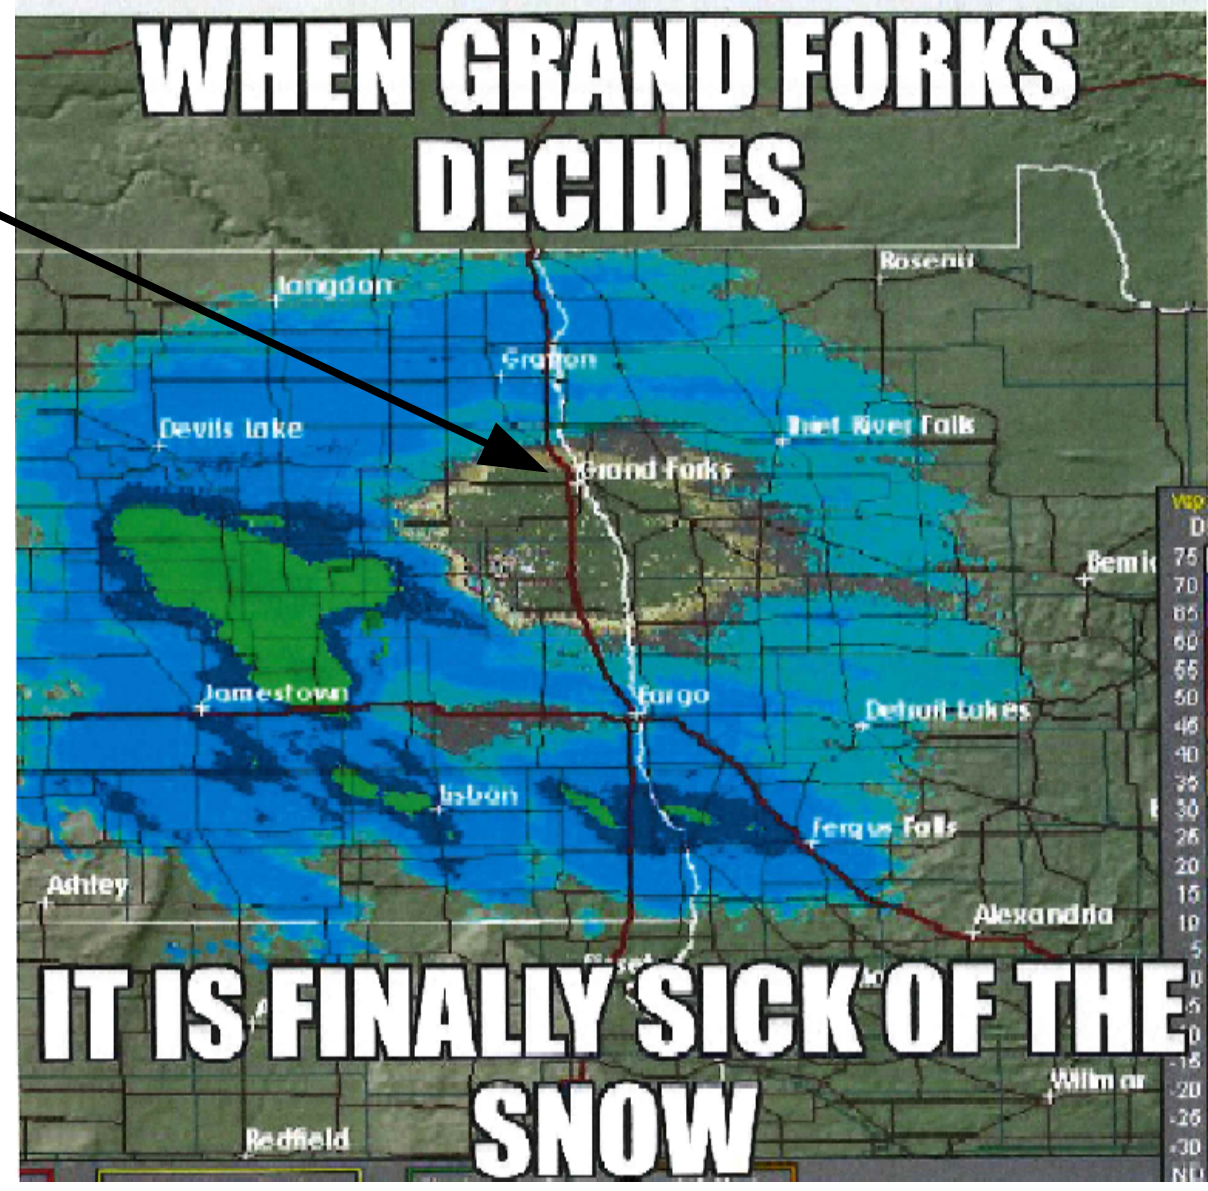 WHEN GRAND FORKS
DECIDES
Roseau
Langdon
Grafton
Devils Lake
Thief River Falls
Grand Forks
D
75
Bemi
70
65
60
55
Jamestown
Fargo
50
Detroit Lakes
45
40
35
Lisbon
30
Fergus Falls
25
20
Ashley
15
Alexandria
10
5
0
IT IS FINALLY SICK OF THE
-15
Willmar
-20
SNOW
-25
Redfield
-30
ND